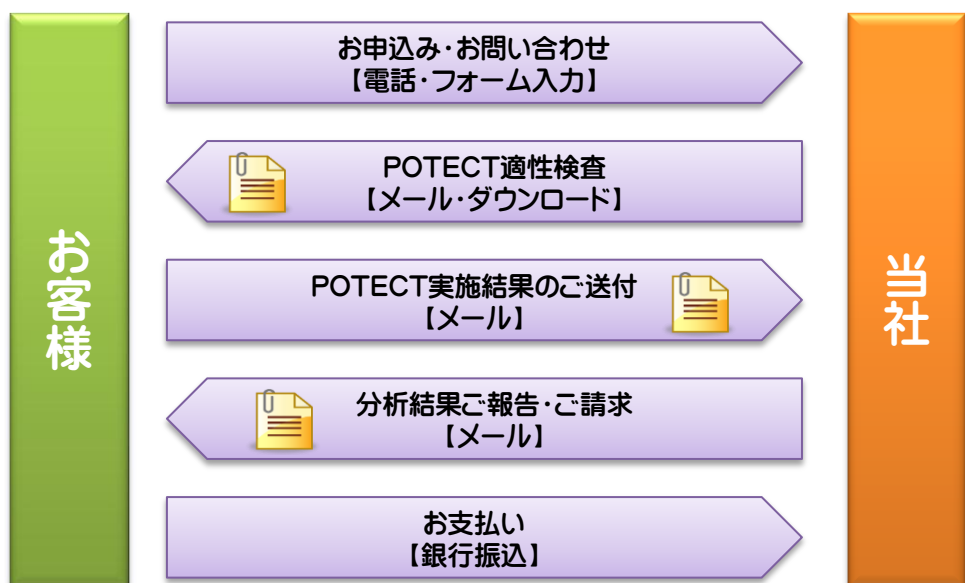 お申込み・お問い合わせ
【電話・フォーム入力】
POTECT適性検査
【メール・ダウンロード】
お客様
POTECT実施結果のご送付
【メール】
当社
分析結果ご報告・ご請求
【メール】
お支払い
【銀行振込】